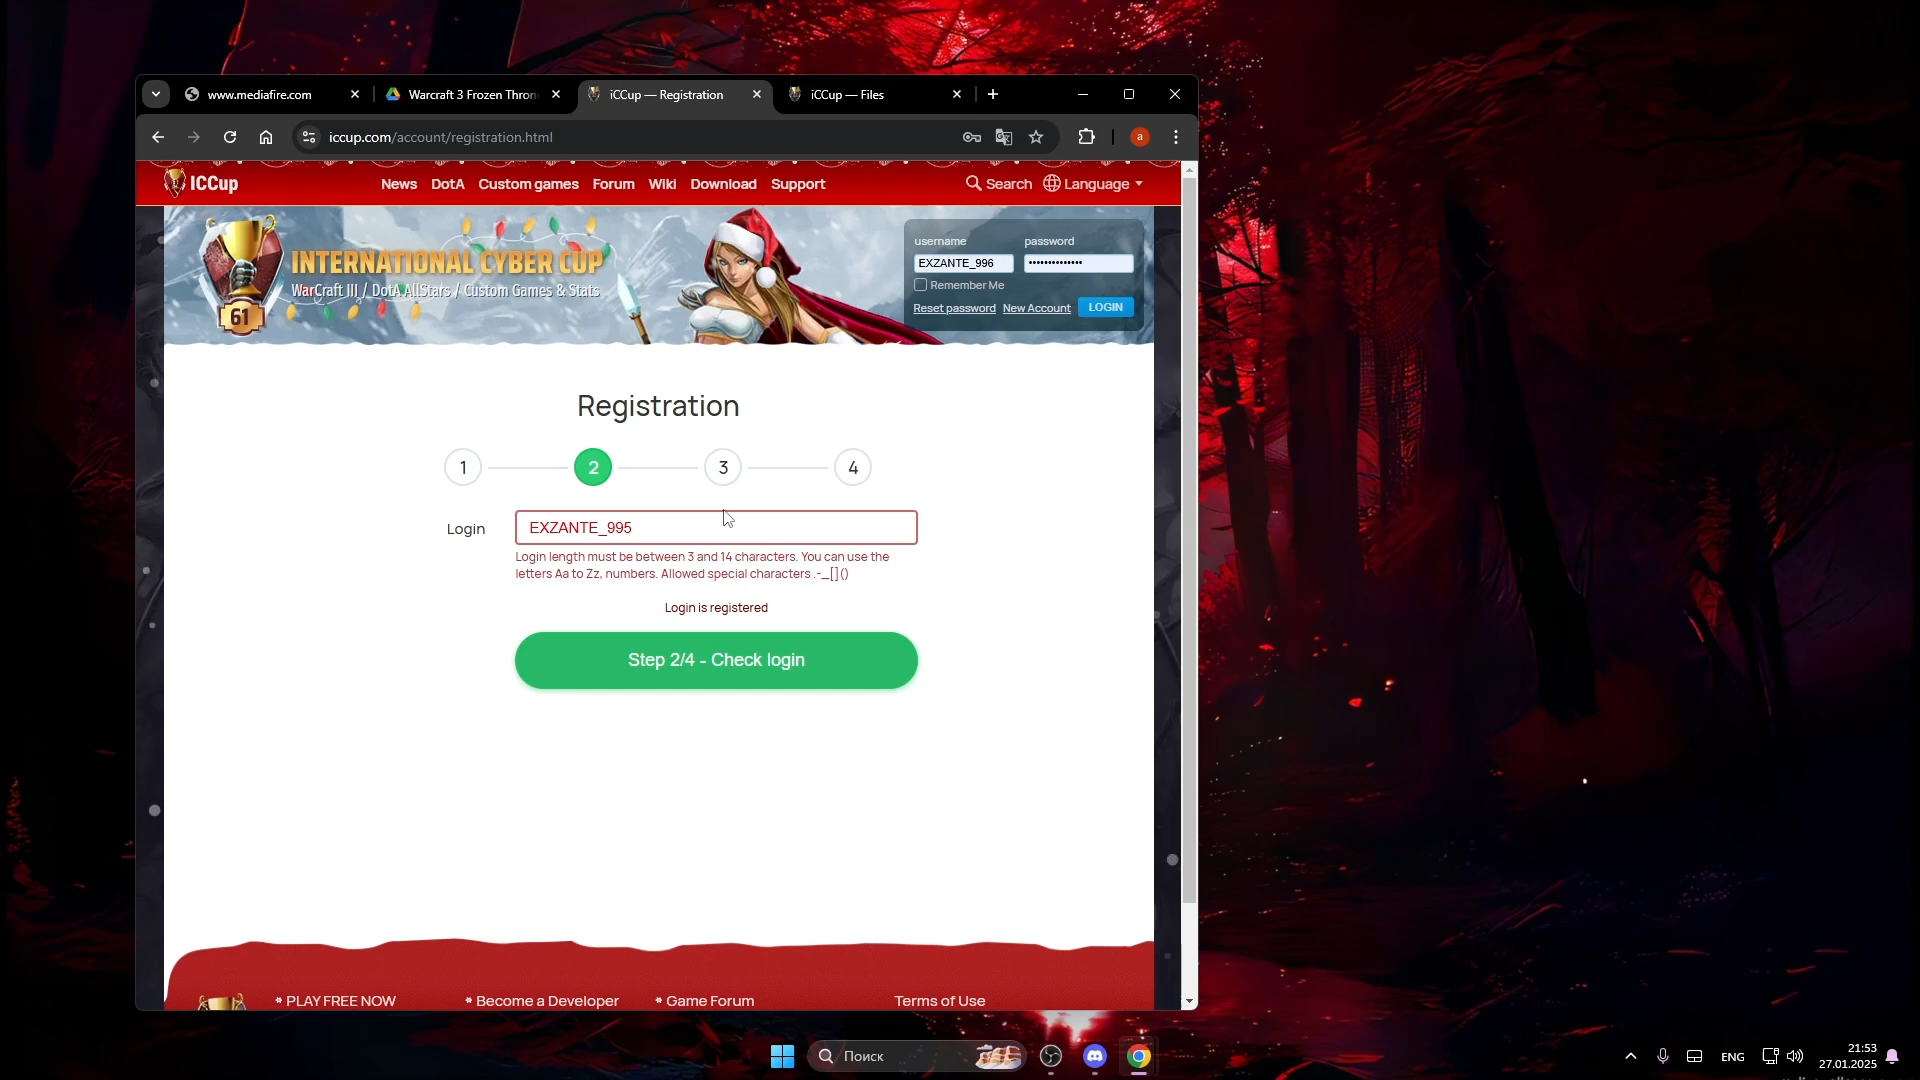 www.mediafire.com
Warcraft 3 Frozen Thron
iCCup — Registration
iCCup — Files
iccup.com/account/registration.html
a
ICCup
News
DotA
Custom games
Forum
Wiki
Download
Support
Search
Language
INTERNATIONAL CYBER CUP
WarCraft III / DotA AllStars / Custom Games & Stats
61
username
password
EXZANTE_996
••••••••••••••
Remember Me
Reset password
New Account
LOGIN
Registration
1
2
3
4
Login
EXZANTE_995
Login length must be between 3 and 14 characters. You can use the
letters Aa to Zz, numbers. Allowed special characters .-_[]()
Login is registered
Step 2/4 - Check login
* PLAY FREE NOW
* Become a Developer
* Game Forum
Terms of Use
Поиск
ENG
21:53
27.01.2025